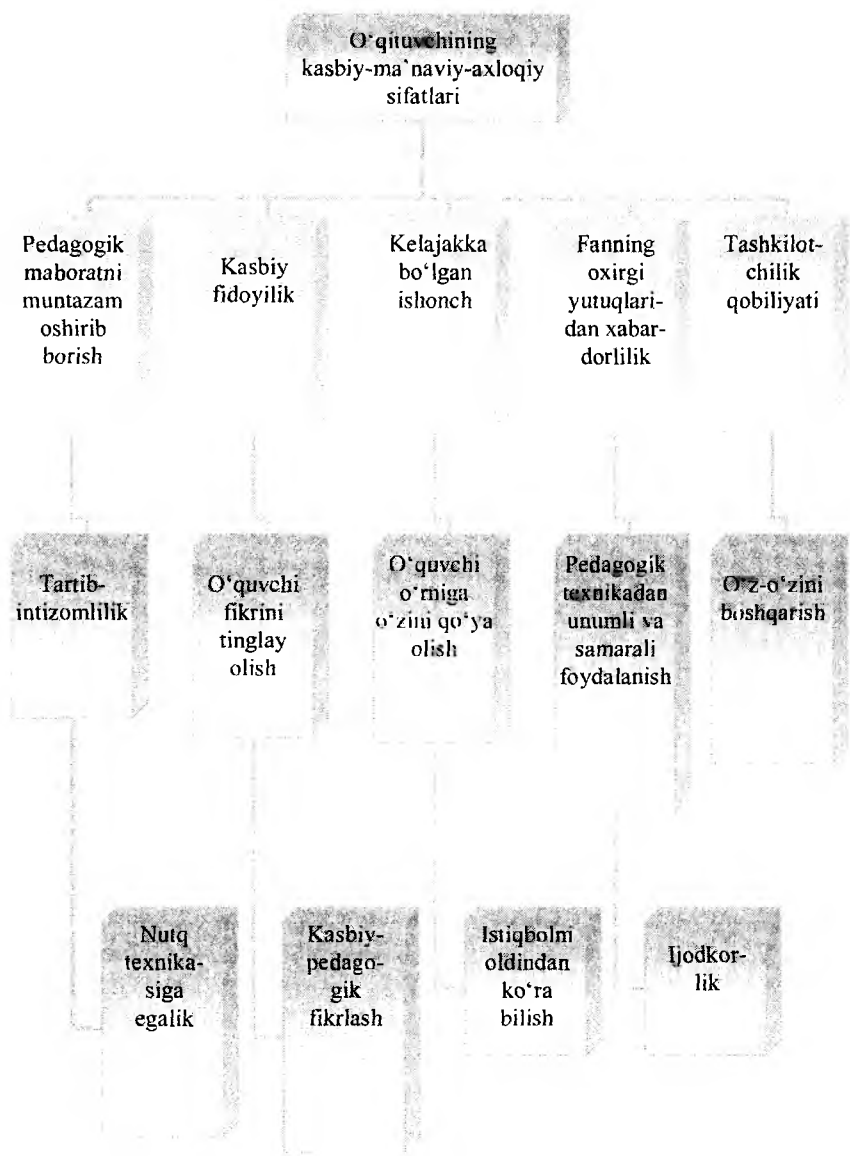 O‘qituvchining
kasbiy-ma‘naviy-axloqiy
sifatlari
Pedagogik
maboratni
muntazam
oshirib
borish
Kasbiy
fidoyilik
Kelajakka
bo‘lgan
ishonch
Fanning
oxirgi
yutuqlari-
dan xabar-
dorlilik
Tashkilot-
chilik
qobiliyati
Tartib-
intizomlilik
O‘quvchi
fikrini
tinglay
olish
O‘quvchi
o‘rniga
o‘zini qo‘ya
olish
Pedagogik
texnikadan
unumli va
samarali
foydalanish
O‘z-o‘zini
boshqarish
Nutq
texnika-
siga
egalik
Kasbiy-
pedago-
gik
fikrlash
Istiqbolm
oldindan
ko‘ra
bilish
Ijodkor-
lik